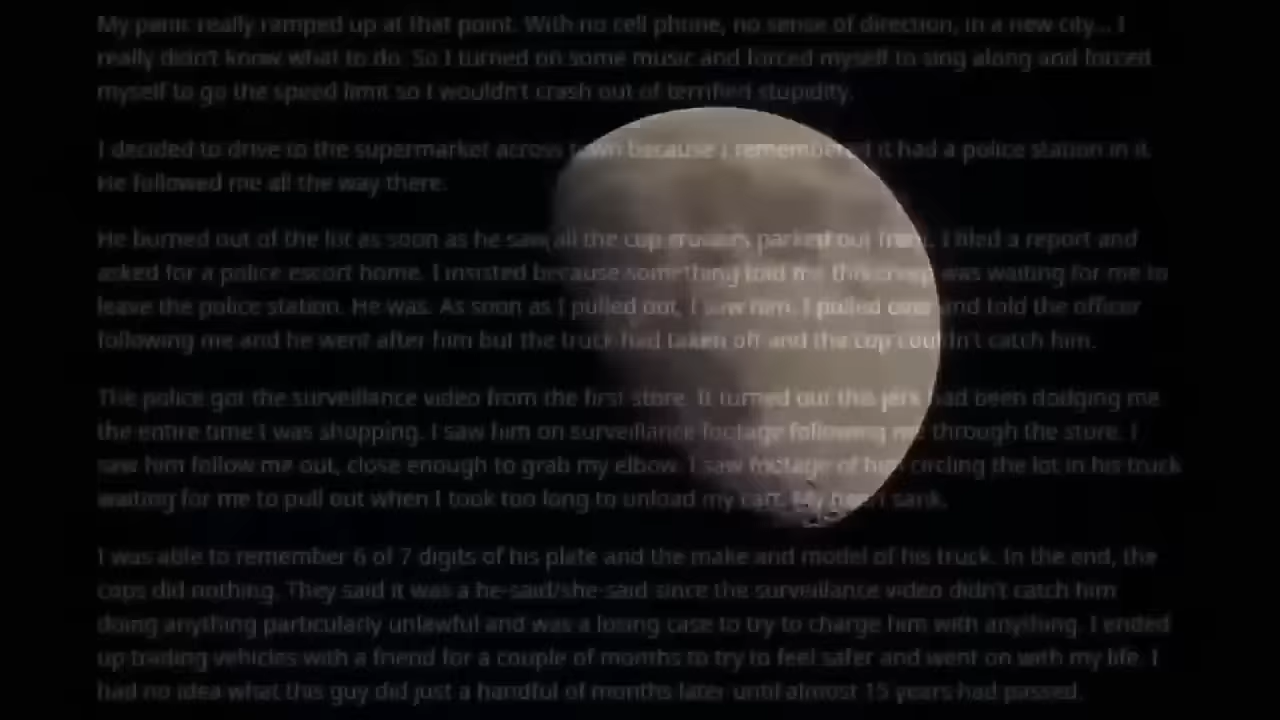 My panic really ramped up at that point. With no cell phone, no sense of direction, in a new city... I
really didn't know what to do. So I turned on some music and forced myself to sing along and forced
myself to go the speed limit so I wouldn't crash out of terrified stupidity.
I decided to drive to the supermarket across town because I remembered it had a police station in it.
He followed me all the way there.
He burned out of the lot as soon as he saw all the cop cruisers parked out front. I filed a report and
asked for a police escort home. I insisted because something told me this creep was waiting for me to
leave the police station. He was. As soon as I pulled out, I saw him. I pulled over and told the officer
following me and he went after him but the truck had taken off and the cop couldn't catch him.
The police got the surveillance video from the first store. It turned out this jerk had been dodging me
the entire time I was shopping. I saw him on surveillance footage following me through the store. I
saw him follow me out, close enough to grab my elbow. I saw footage of him circling the lot in his truck
waiting for me to pull out when I took too long to unload my cart. My heart sank.
I was able to remember 6 of 7 digits of his plate and the make and model of his truck. In the end, the
cops did nothing. They said it was a he-said/she-said since the surveillance video didn't catch him
doing anything particularly unlawful and was a losing case to try to charge him with anything. I ended
up trading vehicles with a friend for a couple of months to try to feel safer and went on with my life. I
had no idea what this guy did just a handful of months later until almost 15 years had passed.